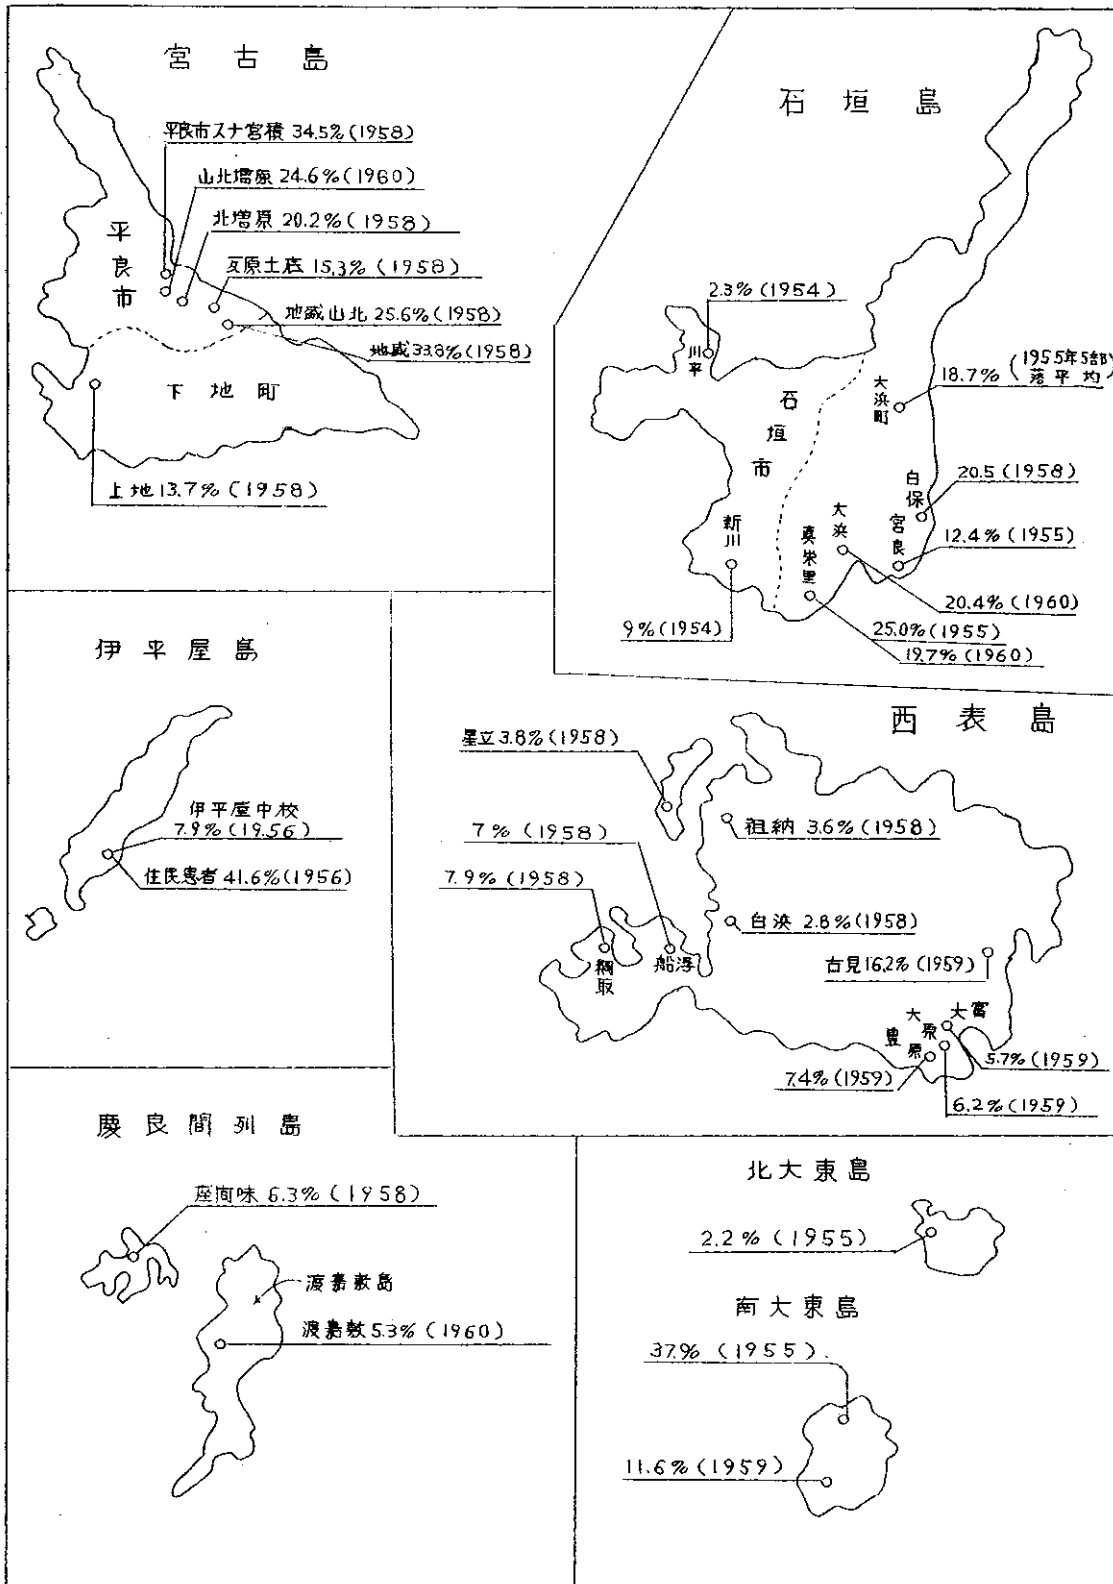 宮古島
平良市スナ宮積 34.5%(1958)
山北増原 24.6%(1960)
北増原 20.2%(1958)
瓦原土底 15.3%(1958)
地盛山北 25.6%(1958)
地盛 33.8%(1958)
平良市
下地町
上地 13.7%(1958)
石垣島
2.3%(1954)
川平
18.7%(1955年5部落平均)
大浜町
石垣市
白保
20.5(1958)
宮良
12.4%(1955)
大浜
20.4%(1960)
真栄里
25.0%(1955)
19.7%(1960)
新川
9%(1954)
伊平屋島
伊平屋中校
7.9%(1956)
住民患者 41.6%(1956)
西表島
星立 3.8%(1958)
祖納 3.6%(1958)
7%(1958)
7.9%(1958)
白浜 2.8%(1958)
網取
船浮
古見 16.2%(1959)
大富
大原
豊原
5.7%(1959)
7.4%(1959)
6.2%(1959)
慶良間列島
座間味 6.3%(1958)
渡嘉敷島
渡嘉敷 5.3%(1960)
北大東島
2.2%(1955)
南大東島
37%(1955)
11.6%(1959)